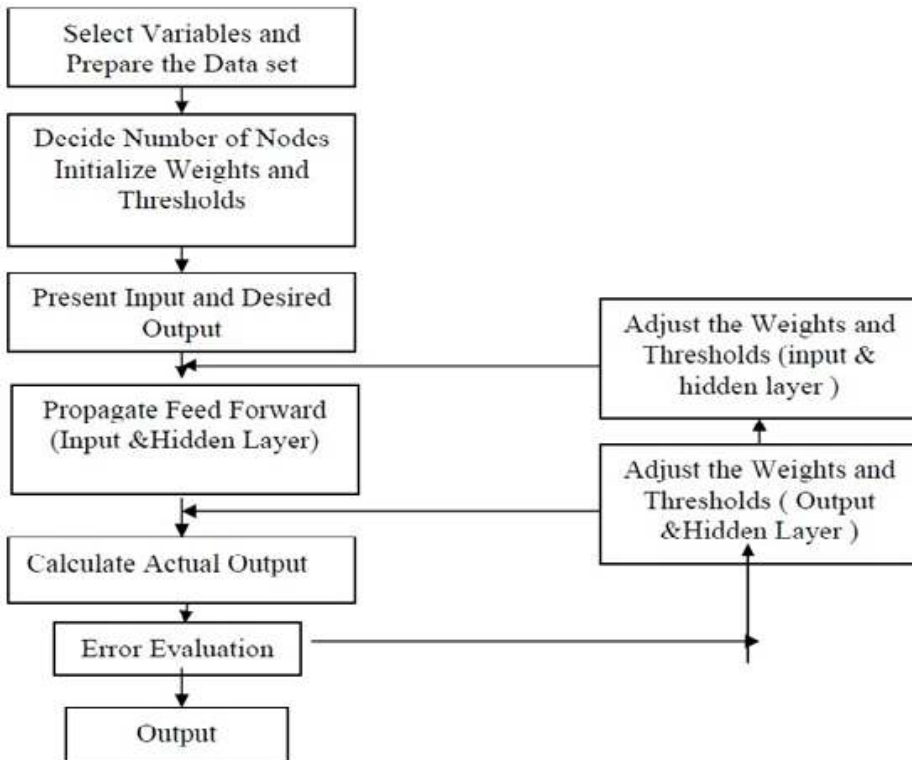 Select Variables and
Prepare the Data set
Decide Number of Nodes
Initialize Weights and
Thresholds
Present Input and Desired
Output
Propagate Feed Forward
(Input &Hidden Layer)
Calculate Actual Output
Error Evaluation
Output
Adjust the Weights and
Thresholds (input &
hidden layer )
Adjust the Weights and
Thresholds ( Output
&Hidden Layer )